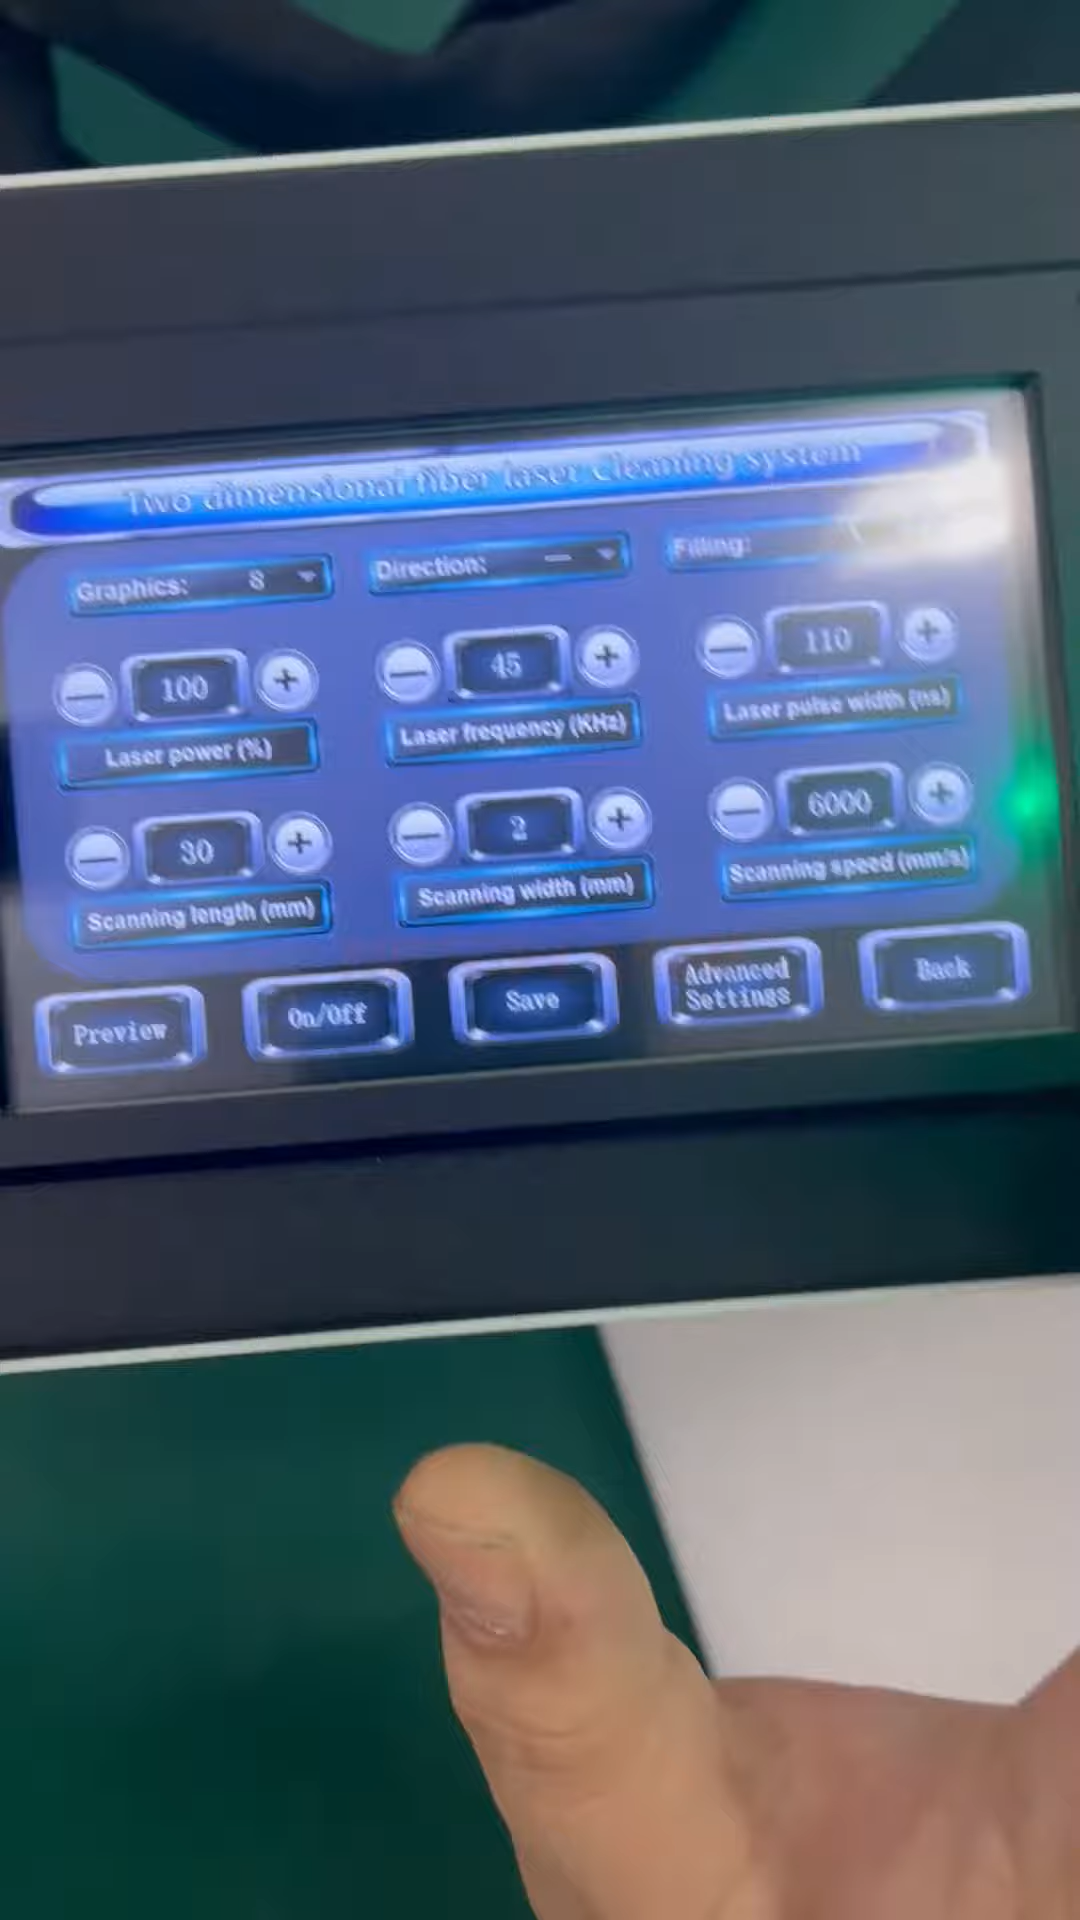 Two dimensional fiber laser cleaning system
Graphics: 8
Direction: —
Filling:
100
45
110
Laser power (%)
Laser frequency (KHz)
Laser pulse width (ns)
30
2
6000
Scanning length (mm)
Scanning width (mm)
Scanning speed (mm/s)
Preview
On/Off
Save
Advanced
Settings
Back